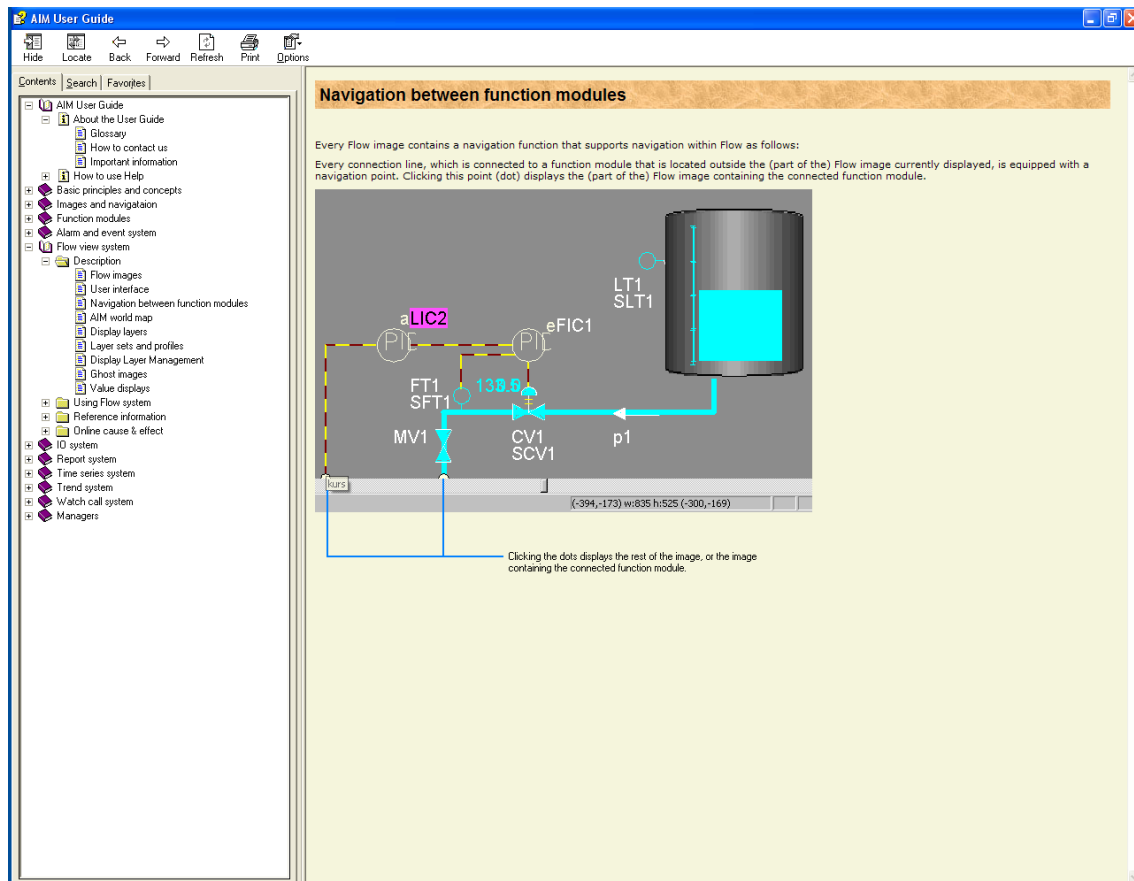 AIM User Guide
Hide Locate Back Forward Refresh Print Options
Contents Search Favorites
AIM User Guide
About the User Guide
Glossary
How to contact us
Important information
How to use Help
Basic principles and concepts
Images and navigataion
Function modules
Alarm and event system
Flow view system
Description
Flow images
User interface
Navigation between function modules
AIM world map
Display layers
Layer sets and profiles
Display Layer Management
Ghost images
Value displays
Using Flow system
Reference information
Online cause & effect
IO system
Report system
Time series system
Trend system
Watch call system
Managers
Navigation between function modules
Every Flow image contains a navigation function that supports navigation within Flow as follows:
Every connection line, which is connected to a function module that is located outside the (part of the) Flow image currently displayed, is equipped with a
navigation point. Clicking this point (dot) displays the (part of the) Flow image containing the connected function module.
LT1
SLT1
aLIC2
eFIC1
FT1
SFT1
MV1
CV1
SCV1
p1
kurs
(-394,-173) w:835 h:525 (-300,-169)
Clicking the dots displays the rest of the image, or the image
containing the connected function module.